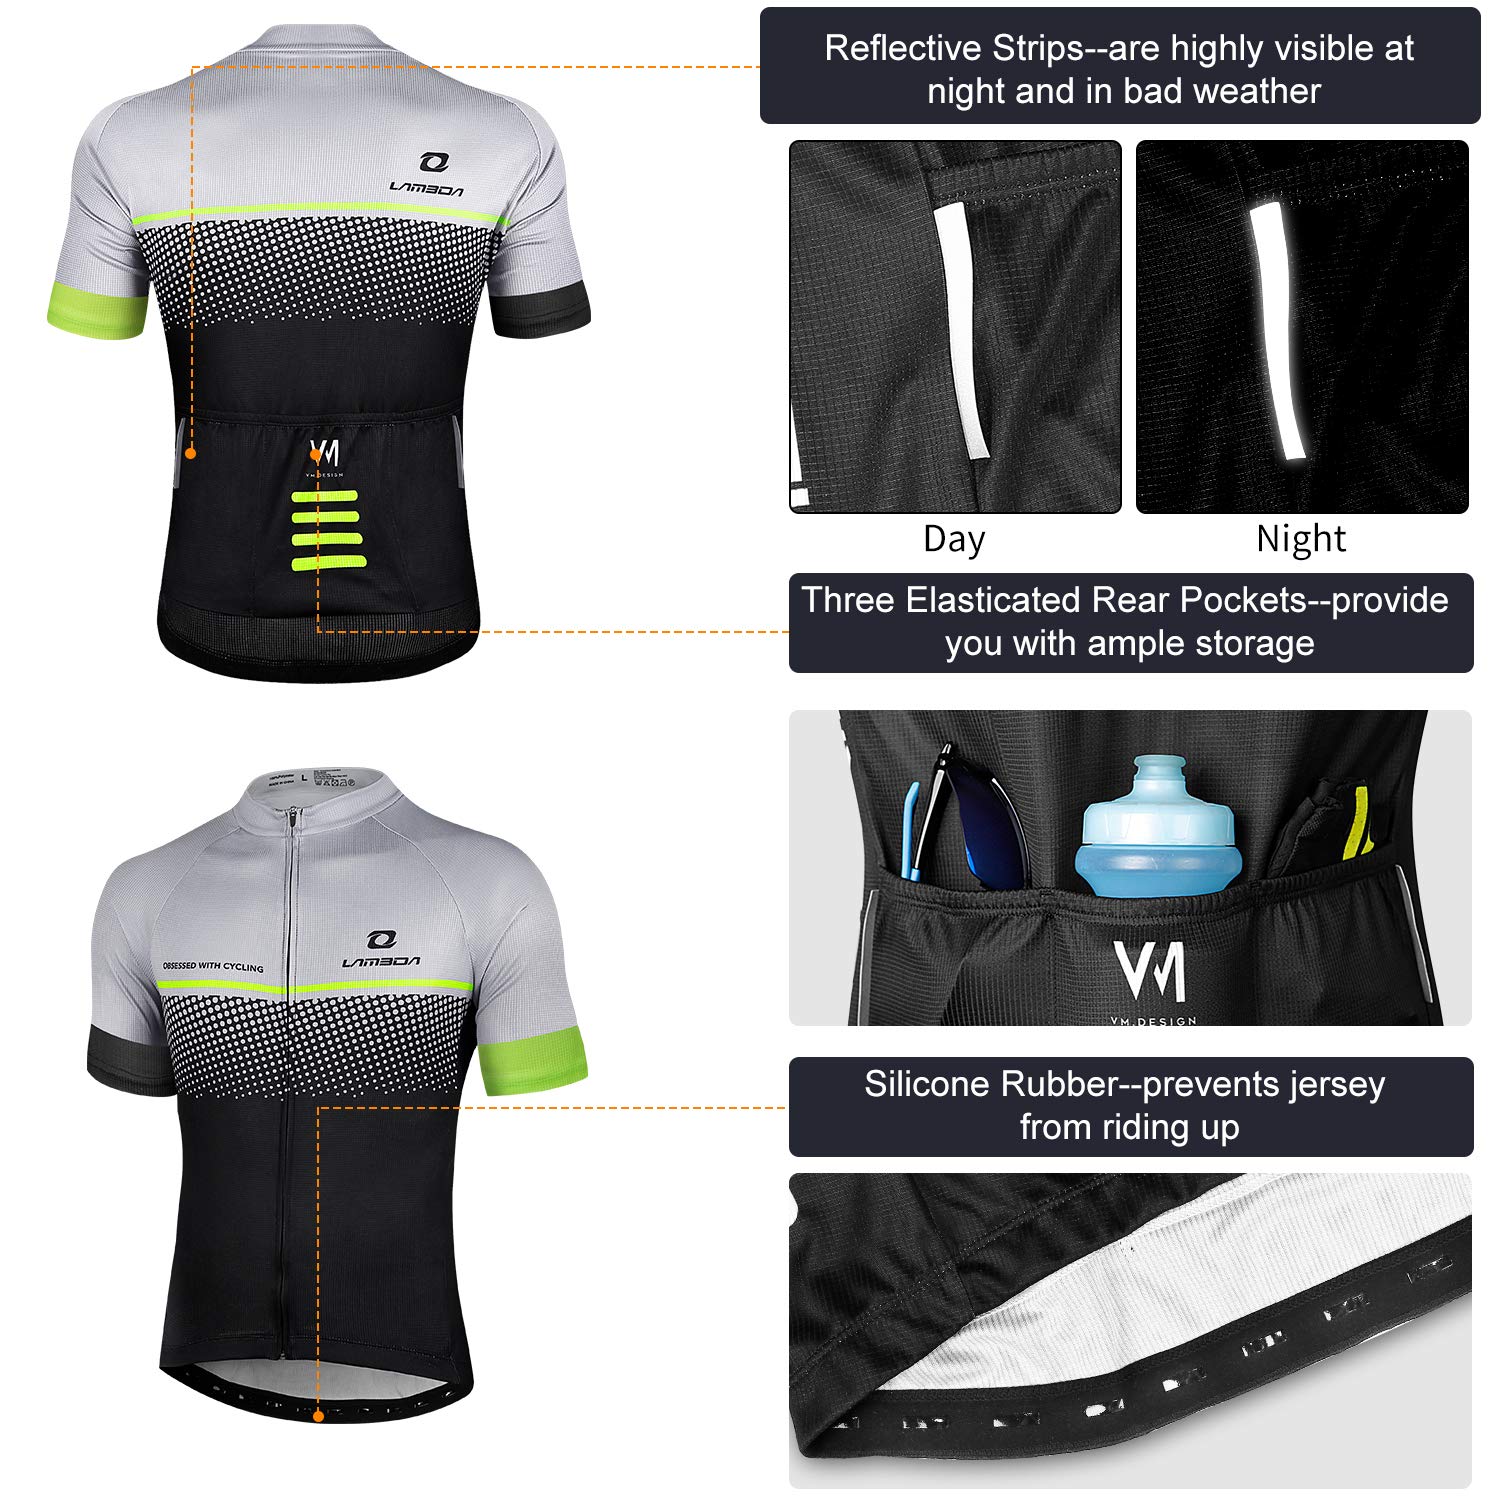 Reflective Strips--are highly visible at
night and in bad weather
LAMBDA
VM
VM.DESIGN
Day
Night
Three Elasticated Rear Pockets--provide
you with ample storage
L
OBSESSED WITH CYCLING
LAMBDA
VM
VM.DESIGN
Silicone Rubber--prevents jersey
from riding up